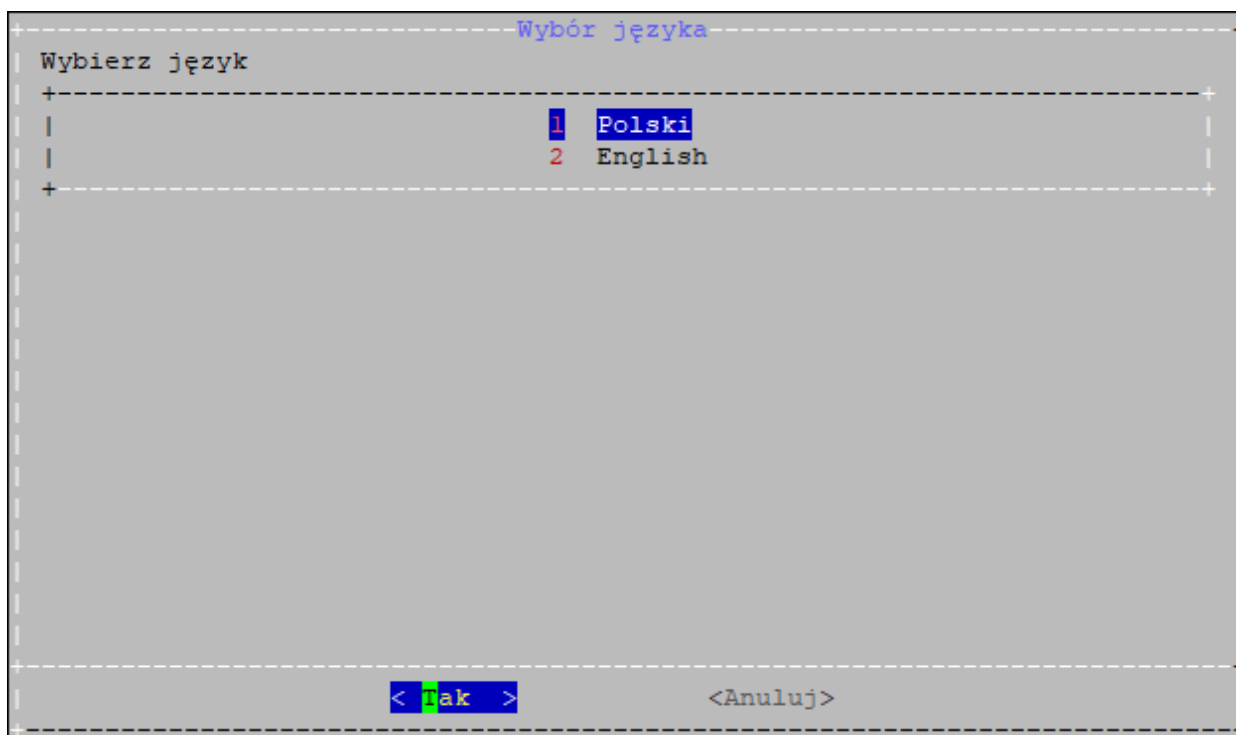 Wybór języka
Wybierz język
1 Polski
2 English
< Tak > <Anuluj>